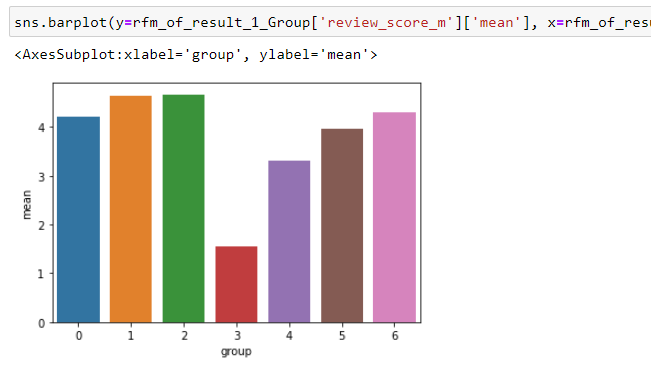 sns.barplot(y=rfm_of_result_1_Group['review_score_m']['mean'], x=rfm_of_resu
<AxesSubplot:xlabel='group', ylabel='mean'>
4
3
2
1
0
mean
0 1 2 3 4 5 6
group